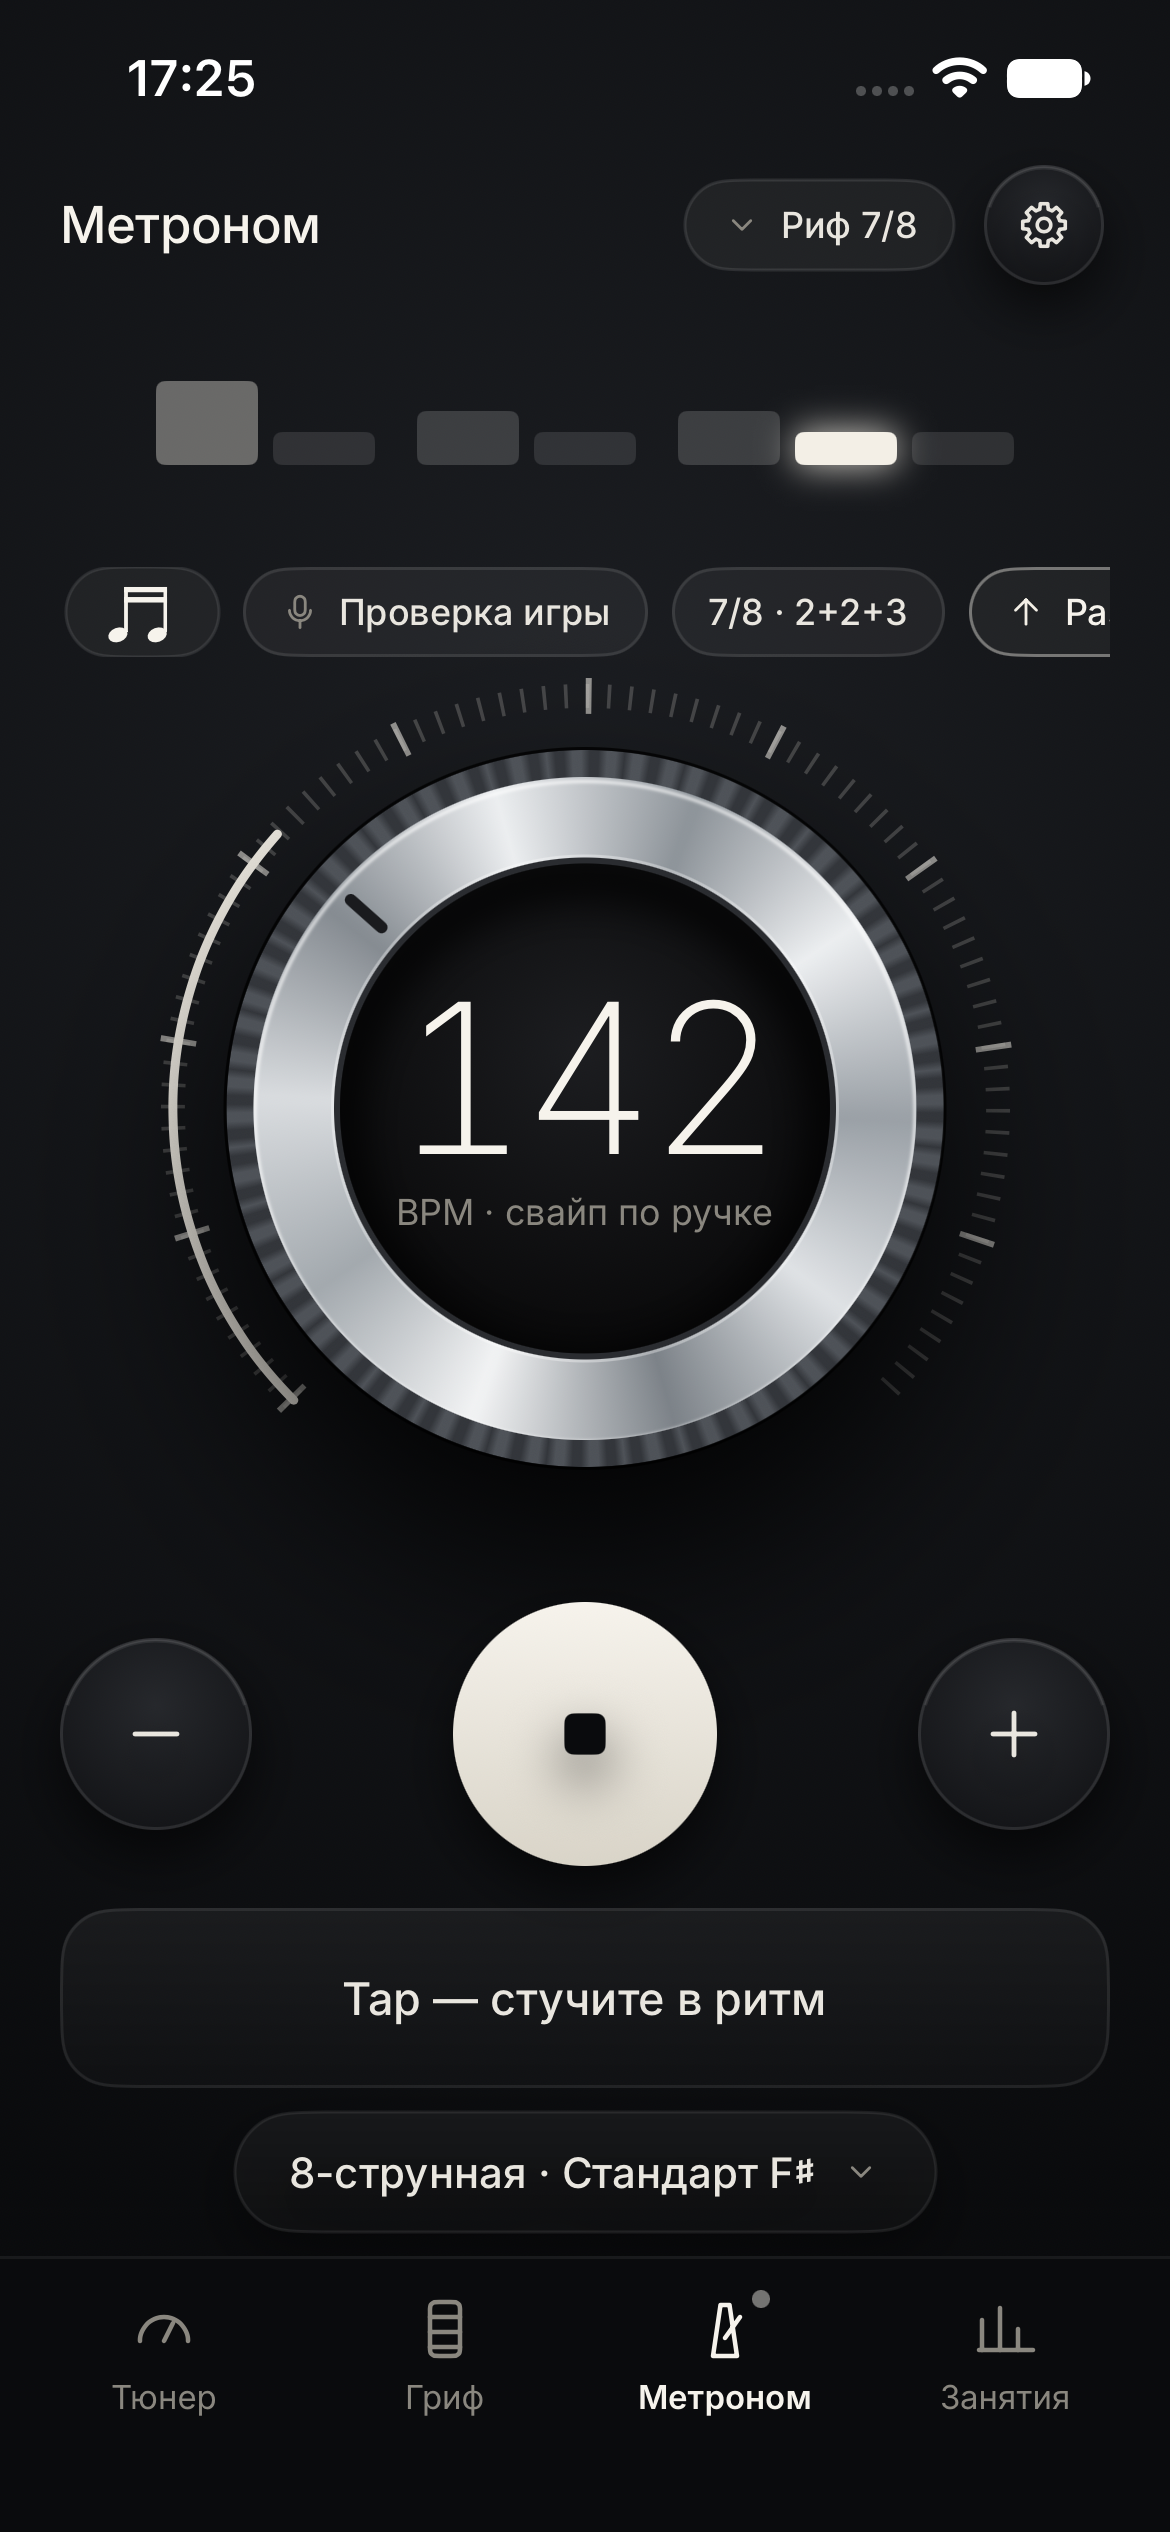 17:25
Метроном
Риф 7/8
Проверка игры
7/8 · 2+2+3
142
BPM · свайп по ручке
Tap — стучите в ритм
8-струнная · Стандарт F♯
Тюнер
Гриф
Метроном
Занятия